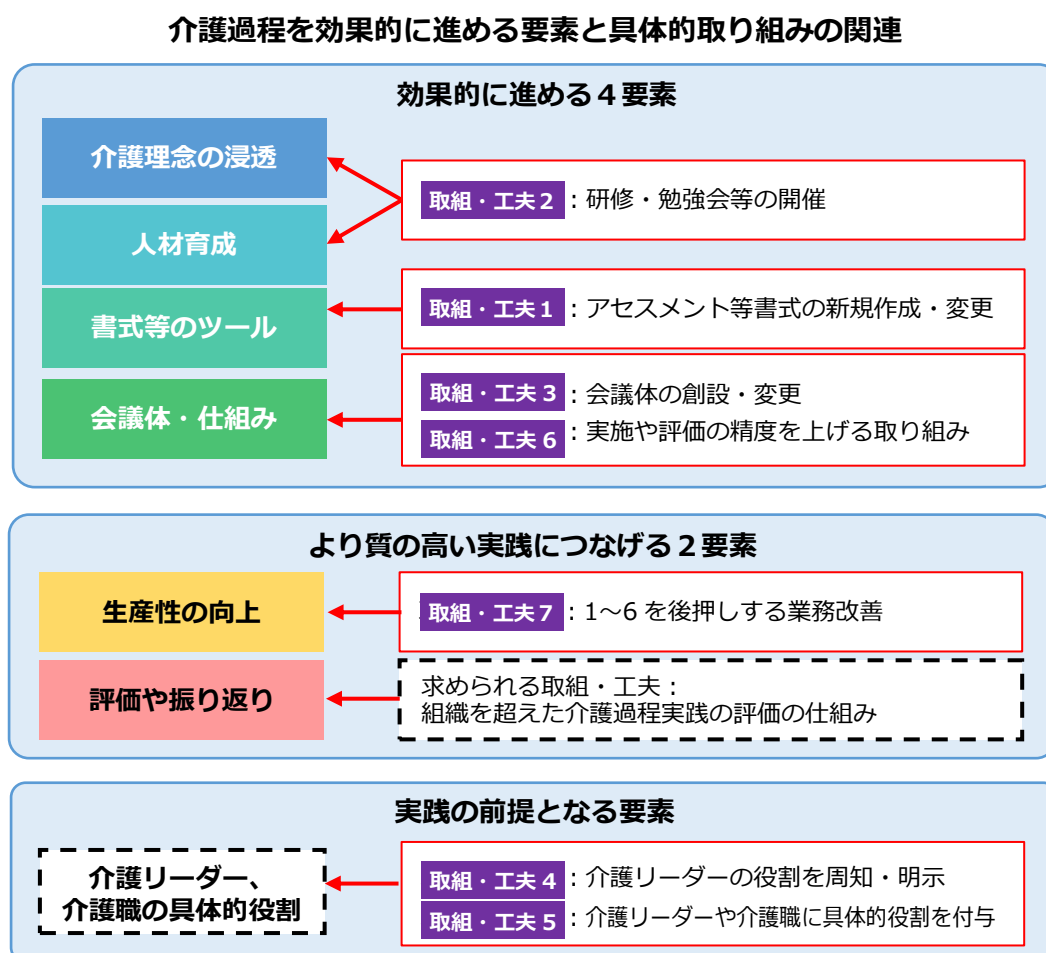 介護過程を効果的に進める要素と具体的取り組みの関連
効果的に進める４要素
介護理念の浸透
取組・工夫２：研修・勉強会等の開催
人材育成
書式等のツール
取組・工夫１：アセスメント等書式の新規作成・変更
会議体・仕組み
取組・工夫３：会議体の創設・変更
取組・工夫６：実施や評価の精度を上げる取り組み
より質の高い実践につなげる２要素
生産性の向上
取組・工夫７：1～6 を後押しする業務改善
評価や振り返り
求められる取組・工夫：
組織を超えた介護過程実践の評価の仕組み
実践の前提となる要素
介護リーダー、
介護職の具体的役割
取組・工夫４：介護リーダーの役割を周知・明示
取組・工夫５：介護リーダーや介護職に具体的役割を付与